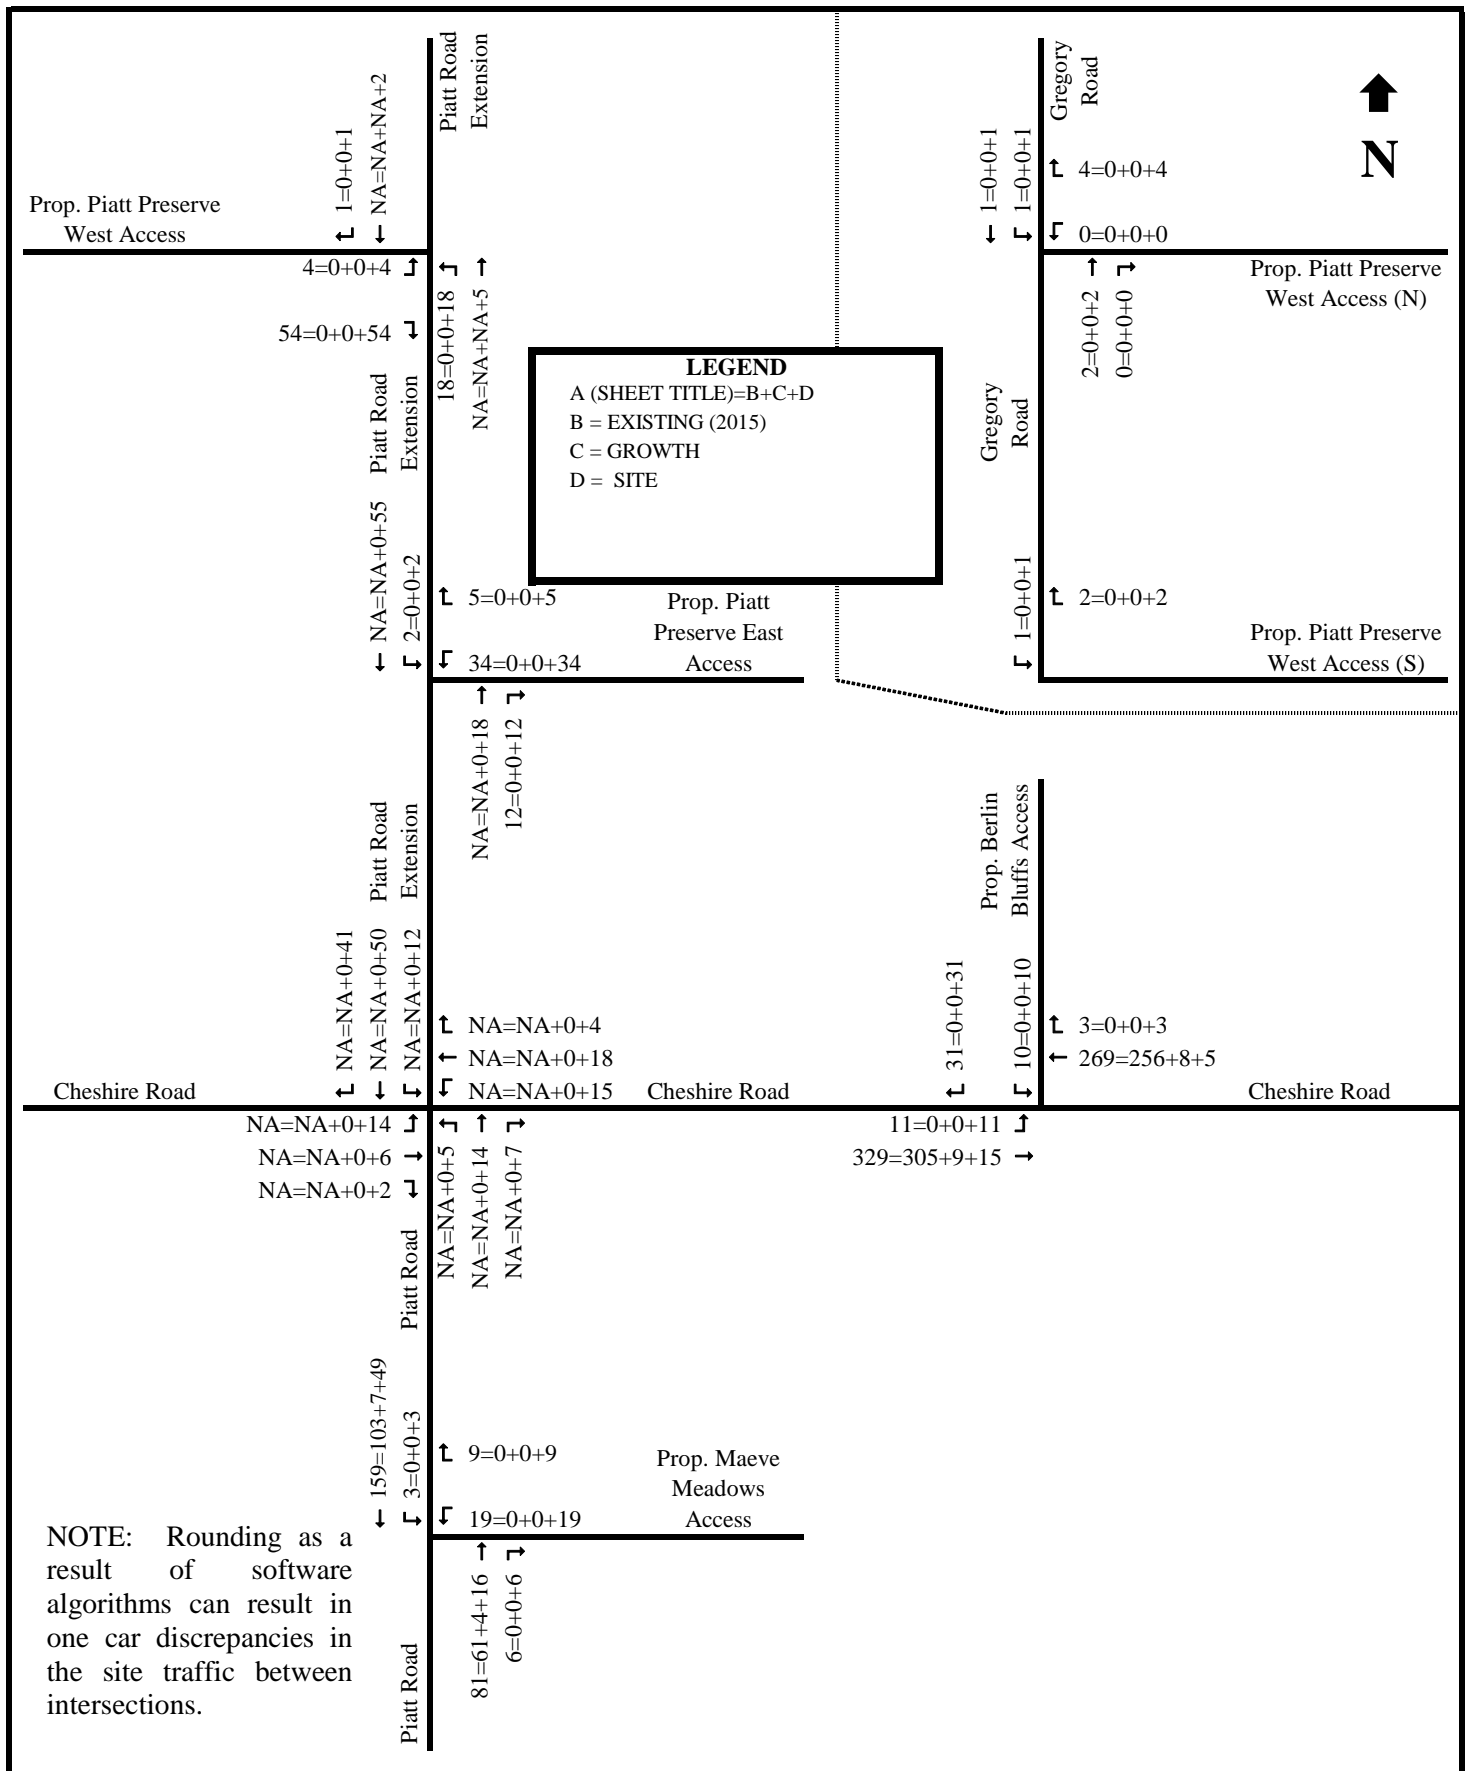 Piatt Road
Extension
1=0+0+1
NA=NA+NA+2
Prop. Piatt Preserve
West Access
4=0+0+4
54=0+0+54
18=0+0+18
NA=NA+NA+5
Gregory
Road
N
1=0+0+1
1=0+0+1
4=0+0+4
0=0+0+0
Prop. Piatt Preserve
West Access (N)
2=0+0+2
0=0+0+0
LEGEND
A (SHEET TITLE)=B+C+D
B = EXISTING (2015)
C = GROWTH
D = SITE
Piatt Road
Extension
NA=NA+0+55
2=0+0+2
5=0+0+5
34=0+0+34
Prop. Piatt
Preserve East
Access
NA=NA+0+18
12=0+0+12
Gregory
Road
1=0+0+1
2=0+0+2
Prop. Piatt Preserve
West Access (S)
Piatt Road
Extension
NA=NA+0+41
NA=NA+0+50
NA=NA+0+12
NA=NA+0+4
NA=NA+0+18
NA=NA+0+15
Cheshire Road
Cheshire Road
NA=NA+0+14
NA=NA+0+6
NA=NA+0+2
NA=NA+0+5
NA=NA+0+14
NA=NA+0+7
Prop. Berlin
Bluffs Access
31=0+0+31
10=0+0+10
3=0+0+3
269=256+8+5
Cheshire Road
11=0+0+11
329=305+9+15
Piatt Road
159=103+7+49
3=0+0+3
9=0+0+9
19=0+0+19
Prop. Maeve
Meadows
Access
81=61+4+16
6=0+0+6
Piatt Road
NOTE: Rounding as a
result of software
algorithms can result in
one car discrepancies in
the site traffic between
intersections.